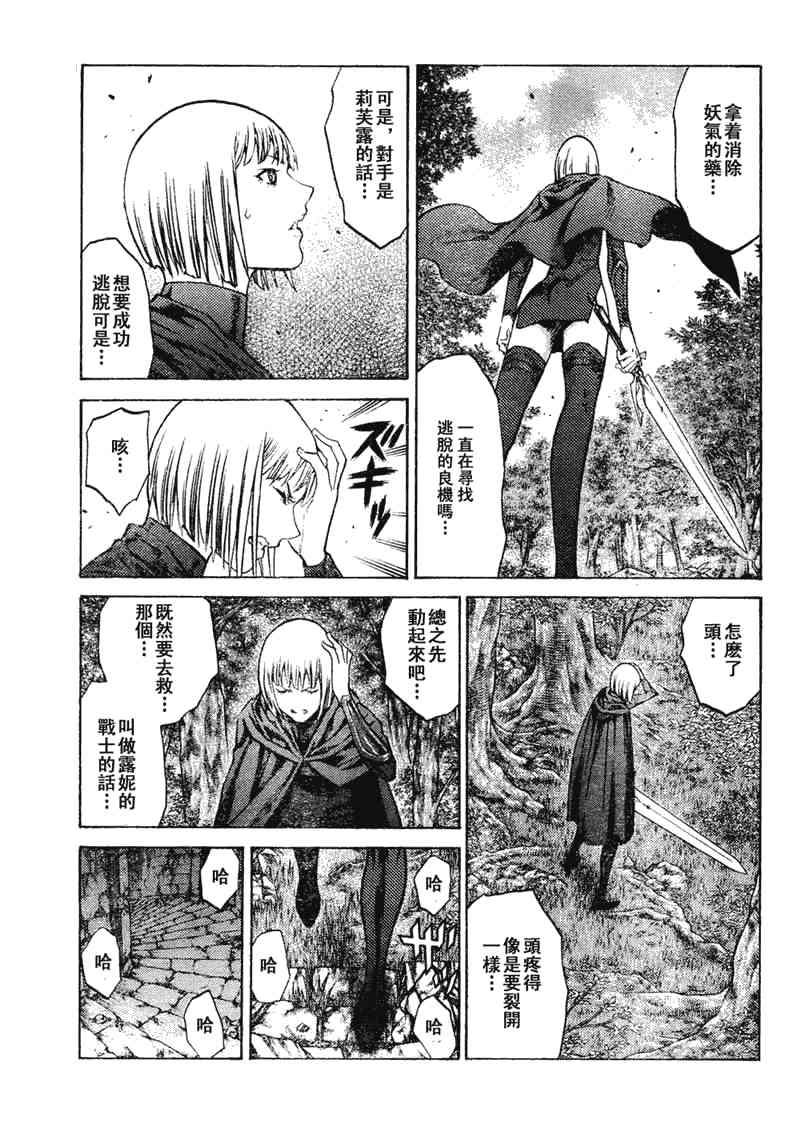 拿着消除
妖氣的藥…
一直在尋找
逃脫的良機嗎…
可是，對手是
莉芙露的話…
想要成功
逃脫可是…
ズキッ
咳…
怎麼了
頭…
頭疼得
像是要裂開
一樣…
總之先
動起來吧…
既然要去救…
那個…
叫做露妮的
戰士的話…
哈
哈
哈
サ
哈
哈
哈